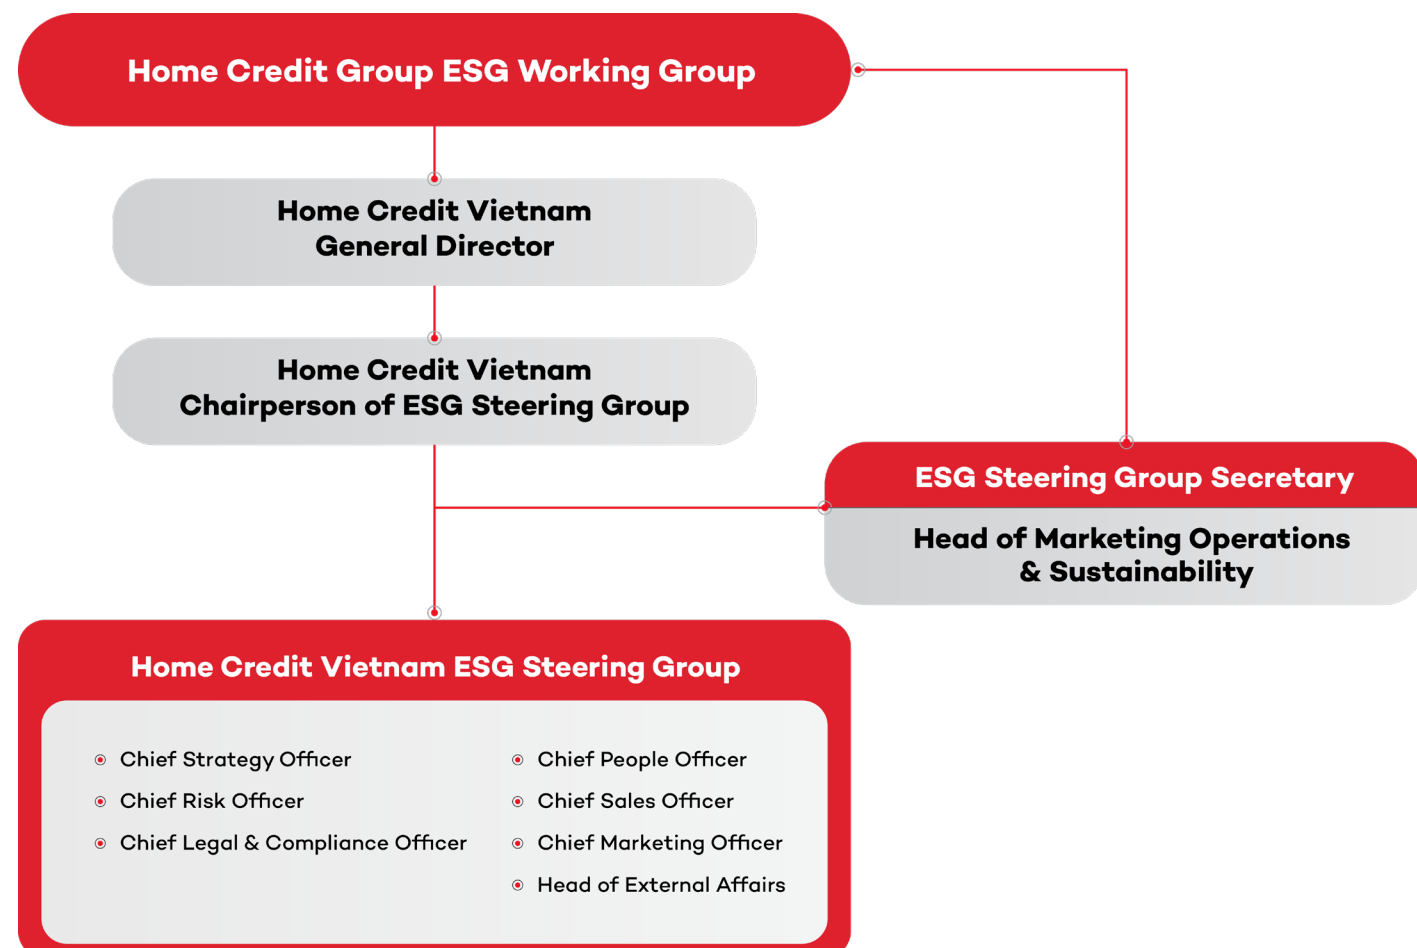 Home Credit Group ESG Working Group
Home Credit Vietnam
General Director
Home Credit Vietnam
Chairperson of ESG Steering Group
ESG Steering Group Secretary
Head of Marketing Operations
& Sustainability
Home Credit Vietnam ESG Steering Group
Chief Strategy Officer
Chief Risk Officer
Chief Legal & Compliance Officer
Chief People Officer
Chief Sales Officer
Chief Marketing Officer
Head of External Affairs